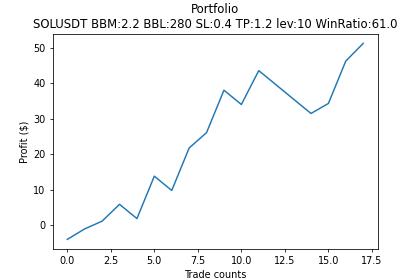 Portfolio
SOLUSDT BBM:2.2 BBL:280 SL:0.4 TP:1.2 lev:10 WinRatio:61.0
50
40
30
20
10
0
Profit ($)
0.0 2.5 5.0 7.5 10.0 12.5 15.0 17.5
Trade counts